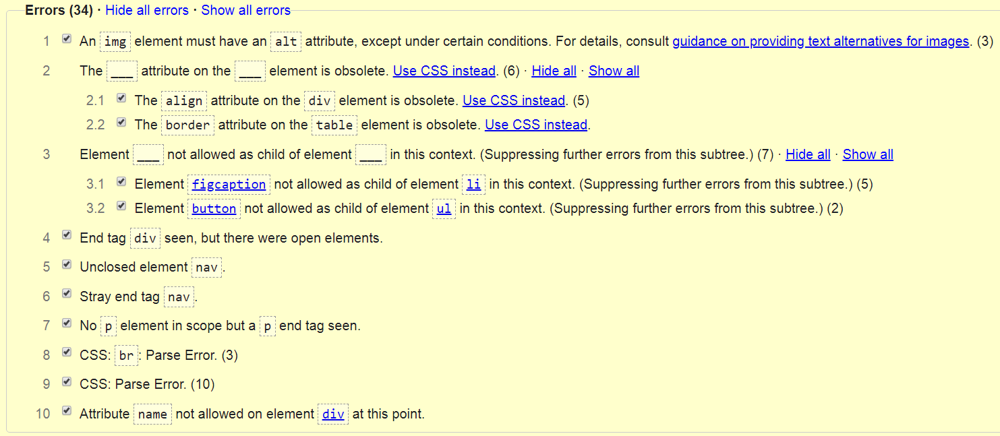 Errors (34) · Hide all errors · Show all errors
1 An img element must have an alt attribute, except under certain conditions. For details, consult guidance on providing text alternatives for images. (3)
2 The ___ attribute on the ___ element is obsolete. Use CSS instead. (6) · Hide all · Show all
2.1 The align attribute on the div element is obsolete. Use CSS instead. (5)
2.2 The border attribute on the table element is obsolete. Use CSS instead.
3 Element ___ not allowed as child of element ___ in this context. (Suppressing further errors from this subtree.) (7) · Hide all · Show all
3.1 Element figcaption not allowed as child of element li in this context. (Suppressing further errors from this subtree.) (5)
3.2 Element button not allowed as child of element ul in this context. (Suppressing further errors from this subtree.) (2)
4 End tag div seen, but there were open elements.
5 Unclosed element nav.
6 Stray end tag nav.
7 No p element in scope but a p end tag seen.
8 CSS: br: Parse Error. (3)
9 CSS: Parse Error. (10)
10 Attribute name not allowed on element div at this point.